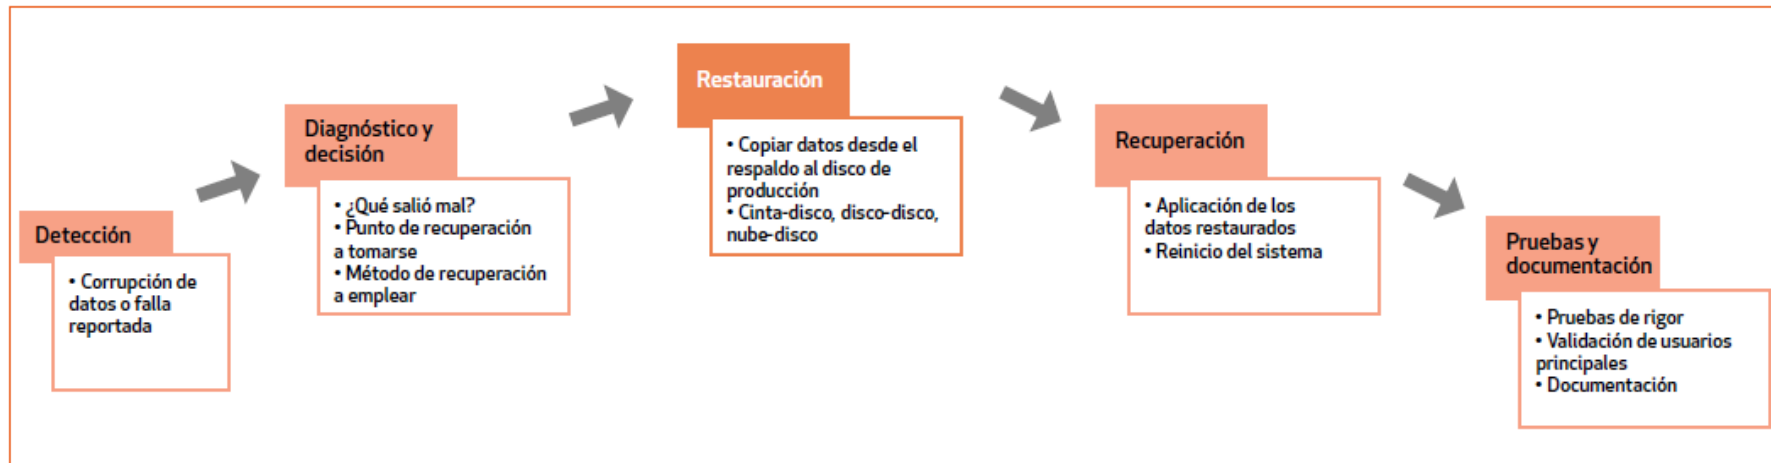 Detección
• Corrupción de
datos o falla
reportada
Diagnóstico y
decisión
• ¿Qué salió mal?
• Punto de recuperación
a tomarse
• Método de recuperación
a emplear
Restauración
• Copiar datos desde el
respaldo al disco de
producción
• Cinta-disco, disco-disco,
nube-disco
Recuperación
• Aplicación de los
datos restaurados
• Reinicio del sistema
Pruebas y
documentación
• Pruebas de rigor
• Validación de usuarios
principales
• Documentación